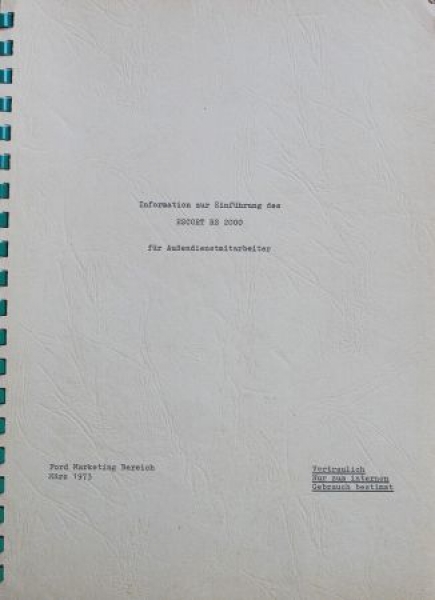 Information zur Einführung des
ESCORT RS 2000
für Außendienstmitarbeiter
Ford Marketing Bereich
März 1973
Vertraulich
Nur zum internen
Gebrauch bestimmt